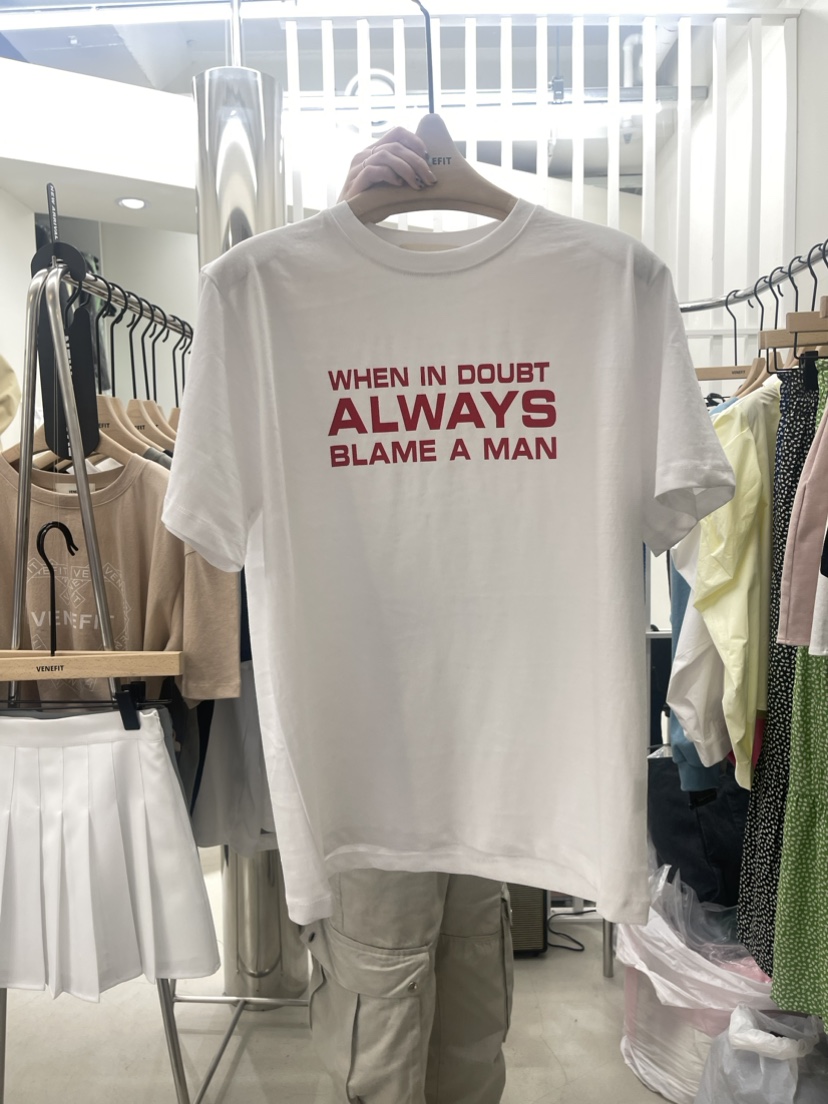 EFIT
WHEN IN DOUBT
ALWAYS
BLAME A MAN
VENEFIT
VENEFIT